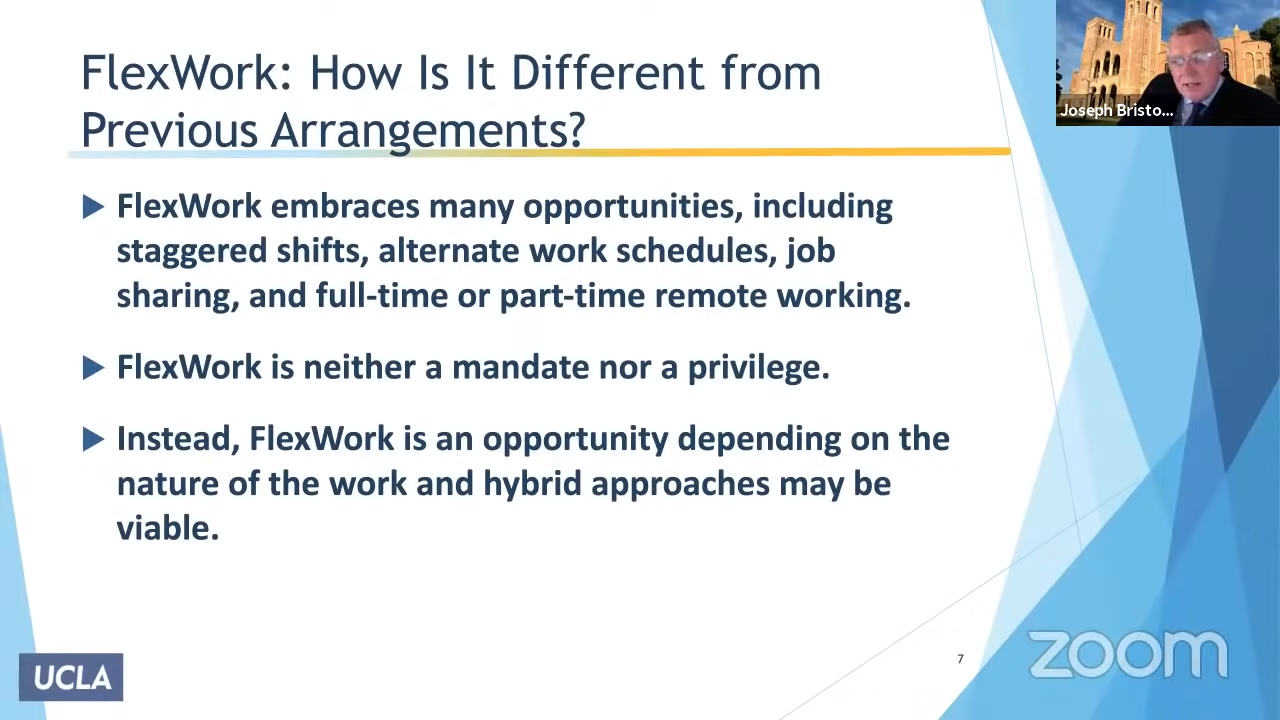 FlexWork: How Is It Different from
Previous Arrangements?
Joseph Bristo...
FlexWork embraces many opportunities, including
staggered shifts, alternate work schedules, job
sharing, and full-time or part-time remote working.
FlexWork is neither a mandate nor a privilege.
Instead, FlexWork is an opportunity depending on the
nature of the work and hybrid approaches may be
viable.
UCLA
7
zoom